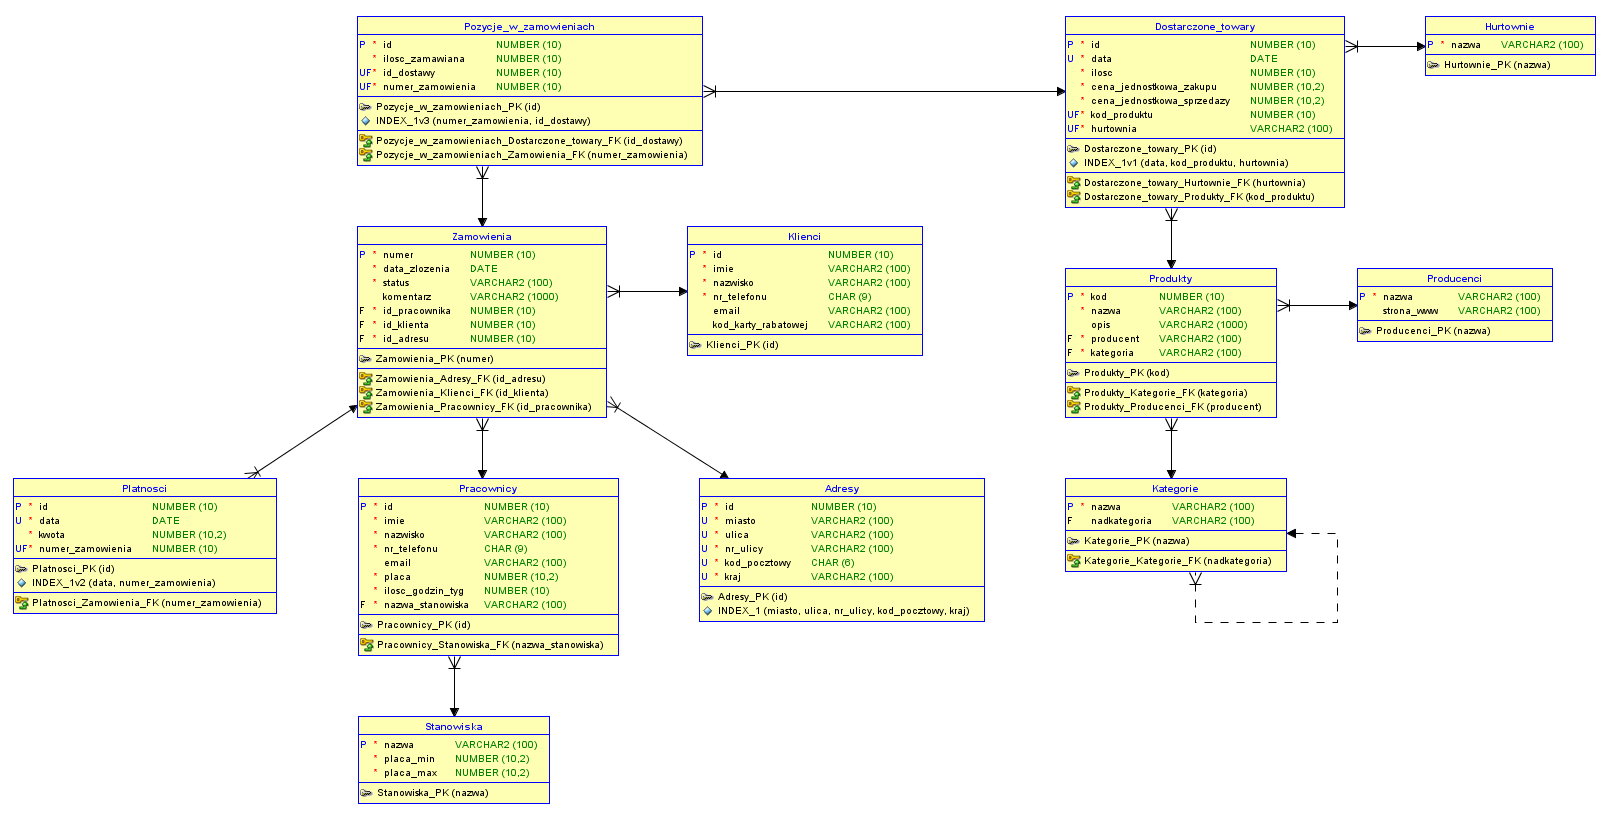 Pozycje_w_zamowieniach
P * id NUMBER (10)
* ilosc_zamawiana NUMBER (10)
UF* id_dostawy NUMBER (10)
UF* numer_zamowienia NUMBER (10)
Pozycje_w_zamowieniach_PK (id)
INDEX_1v3 (numer_zamowienia, id_dostawy)
Pozycje_w_zamowieniach_Dostarczone_towary_FK (id_dostawy)
Pozycje_w_zamowieniach_Zamowienia_FK (numer_zamowienia)
Dostarczone_towary
P * id NUMBER (10)
U * data DATE
* ilosc NUMBER (10)
* cena_jednostkowa_zakupu NUMBER (10,2)
* cena_jednostkowa_sprzedazy NUMBER (10,2)
UF* kod_produktu NUMBER (10)
UF* hurtownia VARCHAR2 (100)
Dostarczone_towary_PK (id)
INDEX_1v1 (data, kod_produktu, hurtownia)
Dostarczone_towary_Hurtownie_FK (hurtownia)
Dostarczone_towary_Produkty_FK (kod_produktu)
Hurtownie
P * nazwa VARCHAR2 (100)
Hurtownie_PK (nazwa)
Zamowienia
P * numer NUMBER (10)
* data_zlozenia DATE
* status VARCHAR2 (100)
komentarz VARCHAR2 (1000)
F * id_pracownika NUMBER (10)
F * id_klienta NUMBER (10)
F * id_adresu NUMBER (10)
Zamowienia_PK (numer)
Zamowienia_Adresy_FK (id_adresu)
Zamowienia_Klienci_FK (id_klienta)
Zamowienia_Pracownicy_FK (id_pracownika)
Klienci
P * id NUMBER (10)
* imie VARCHAR2 (100)
* nazwisko VARCHAR2 (100)
* nr_telefonu CHAR (9)
email VARCHAR2 (100)
kod_karty_rabatowej VARCHAR2 (100)
Klienci_PK (id)
Produkty
P * kod NUMBER (10)
* nazwa VARCHAR2 (100)
opis VARCHAR2 (1000)
F * producent VARCHAR2 (100)
F * kategoria VARCHAR2 (100)
Produkty_PK (kod)
Produkty_Kategorie_FK (kategoria)
Produkty_Producenci_FK (producent)
Producenci
P * nazwa VARCHAR2 (100)
strona_www VARCHAR2 (100)
Producenci_PK (nazwa)
Platnosci
P * id NUMBER (10)
U * data DATE
* kwota NUMBER (10,2)
UF* numer_zamowienia NUMBER (10)
Platnosci_PK (id)
INDEX_1v2 (data, numer_zamowienia)
Platnosci_Zamowienia_FK (numer_zamowienia)
Pracownicy
P * id NUMBER (10)
* imie VARCHAR2 (100)
* nazwisko VARCHAR2 (100)
* nr_telefonu CHAR (9)
email VARCHAR2 (100)
* placa NUMBER (10,2)
* ilosc_godzin_tyg NUMBER (10)
F * nazwa_stanowiska VARCHAR2 (100)
Pracownicy_PK (id)
Pracownicy_Stanowiska_FK (nazwa_stanowiska)
Adresy
P * id NUMBER (10)
U * miasto VARCHAR2 (100)
U * ulica VARCHAR2 (100)
U * nr_ulicy VARCHAR2 (100)
U * kod_pocztowy CHAR (6)
U * kraj VARCHAR2 (100)
Adresy_PK (id)
INDEX_1 (miasto, ulica, nr_ulicy, kod_pocztowy, kraj)
Kategorie
P * nazwa VARCHAR2 (100)
F nadkategoria VARCHAR2 (100)
Kategorie_PK (nazwa)
Kategorie_Kategorie_FK (nadkategoria)
Stanowiska
P * nazwa VARCHAR2 (100)
* placa_min NUMBER (10,2)
* placa_max NUMBER (10,2)
Stanowiska_PK (nazwa)